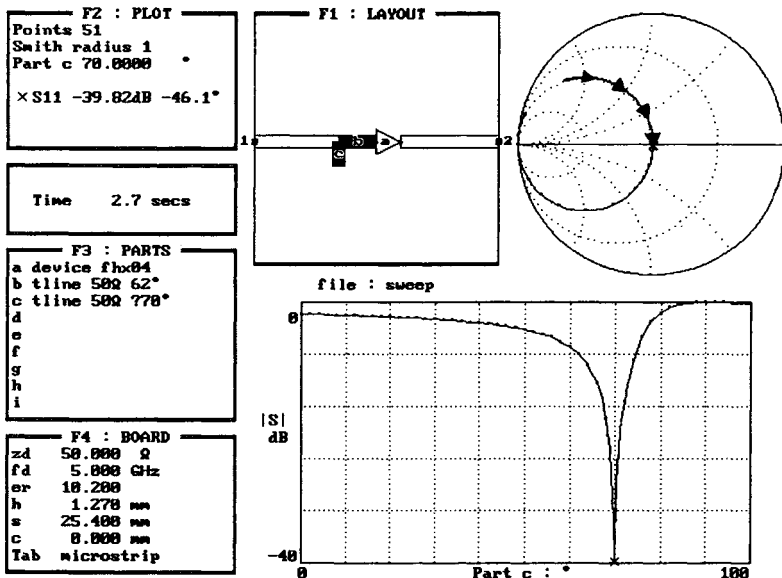 F2 : PLOT
Points 51
Smith radius 1
Part c 70.0000 °
×S11 -39.82dB -46.1°
Time 2.7 secs
F3 : PARTS
a device fhx04
b tline 50Ω 62°
c tline 50Ω ?70°
d
e
f
g
h
i
F4 : BOARD
zd 50.000 Ω
fd 5.000 GHz
er 10.200
h 1.270 mm
s 25.400 mm
c 0.000 mm
Tab microstrip
F1 : LAYOUT
1
b
a
c
2
file : sweep
0
|S|
dB
-40
0
Part c : °
100